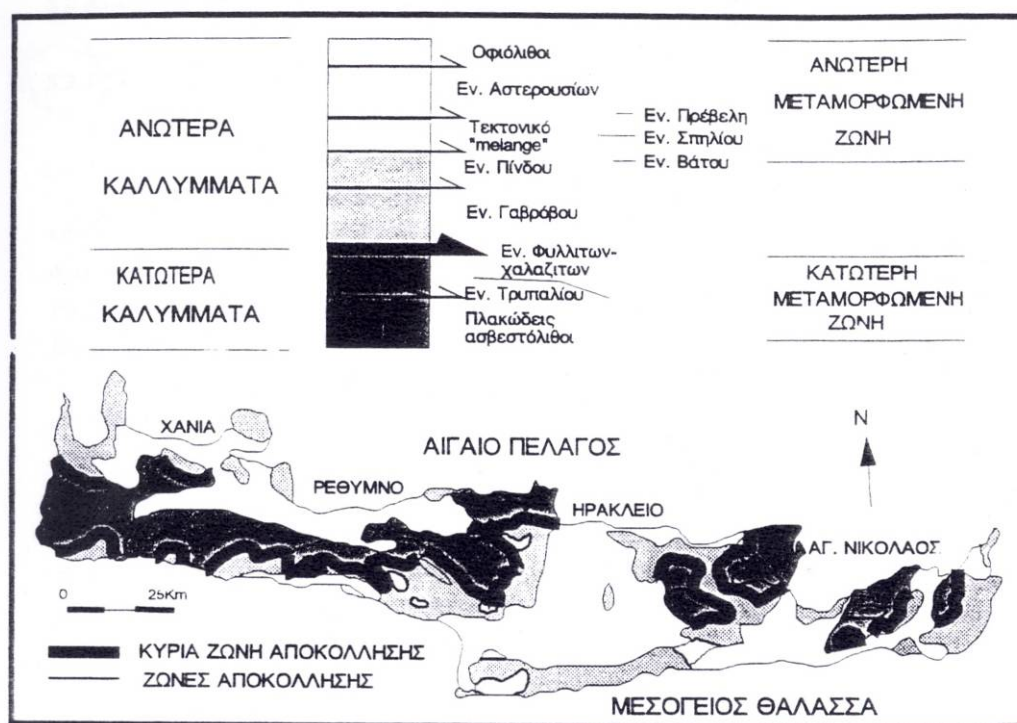 Οφιόλιθοι
ΑΝΩΤΕΡΗ
Εν. Αστερουσίων
ΜΕΤΑΜΟΡΦΩΜΕΝΗ
Εν. Πρέβελη
ΑΝΩΤΕΡΑ
Τεκτονικό
Εν. Σπηλίου
ΖΩΝΗ
"melange"
Εν. Πίνδου
Εν. Βάτου
ΚΑΛΛΥΜΜΑΤΑ
Εν. Γαβρόβου
Εν. Φυλλιτων-
χαλαζιτων
ΚΑΤΩΤΕΡΑ
ΚΑΤΩΤΕΡΗ
Εν. Τρυπαλίου
ΜΕΤΑΜΟΡΦΩΜΕΝΗ
ΚΑΛΛΥΜΜΑΤΑ
Πλακώδεις
ΖΩΝΗ
ασβεστόλιθοι
ΧΑΝΙΑ
ΑΙΓΑΙΟ ΠΕΛΑΓΟΣ
N
ΡΕΘΥΜΝΟ
ΗΡΑΚΛΕΙΟ
ΑΓ. ΝΙΚΟΛΑΟΣ
0 25Km
ΚΥΡΙΑ ΖΩΝΗ ΑΠΟΚΟΛΛΗΣΗΣ
ΖΩΝΕΣ ΑΠΟΚΟΛΛΗΣΗΣ
ΜΕΣΟΓΕΙΟΣ ΘΑΛΑΣΣΑ